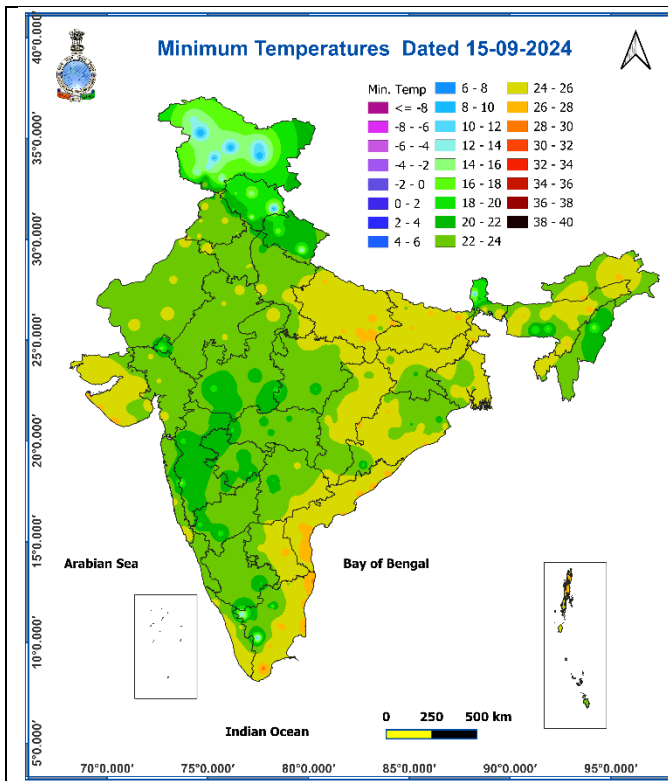 Minimum Temperatures Dated 15-09-2024
Min. Temp
<= -8
-8 - -6
-6 - -4
-4 - -2
-2 - 0
0 - 2
2 - 4
4 - 6
6 - 8
8 - 10
10 - 12
12 - 14
14 - 16
16 - 18
18 - 20
20 - 22
22 - 24
24 - 26
26 - 28
28 - 30
30 - 32
32 - 34
34 - 36
36 - 38
38 - 40
40°0.000'
35°0.000'
30°0.000'
25°0.000'
20°0.000'
15°0.000'
10°0.000'
5°0.000'
Arabian Sea
Bay of Bengal
Indian Ocean
0 250 500 km
70°0.000' 75°0.000' 80°0.000' 85°0.000' 90°0.000' 95°0.000'